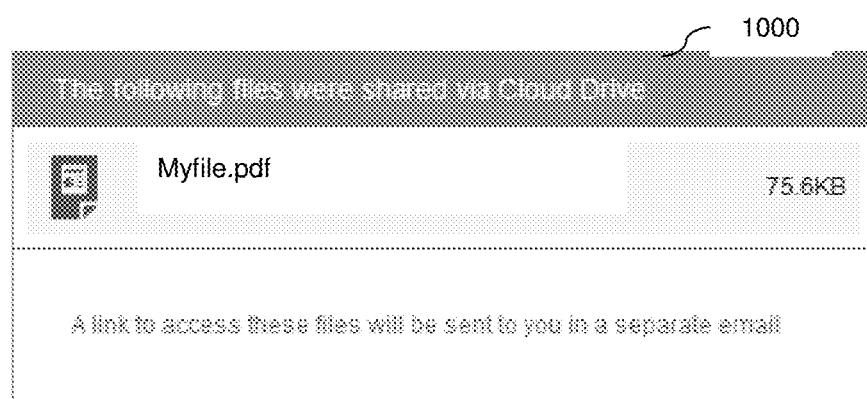 1000
The following files were shared via Cloud Drive
Myfile.pdf
75.6KB
A link to access these files will be sent to you in a separate email